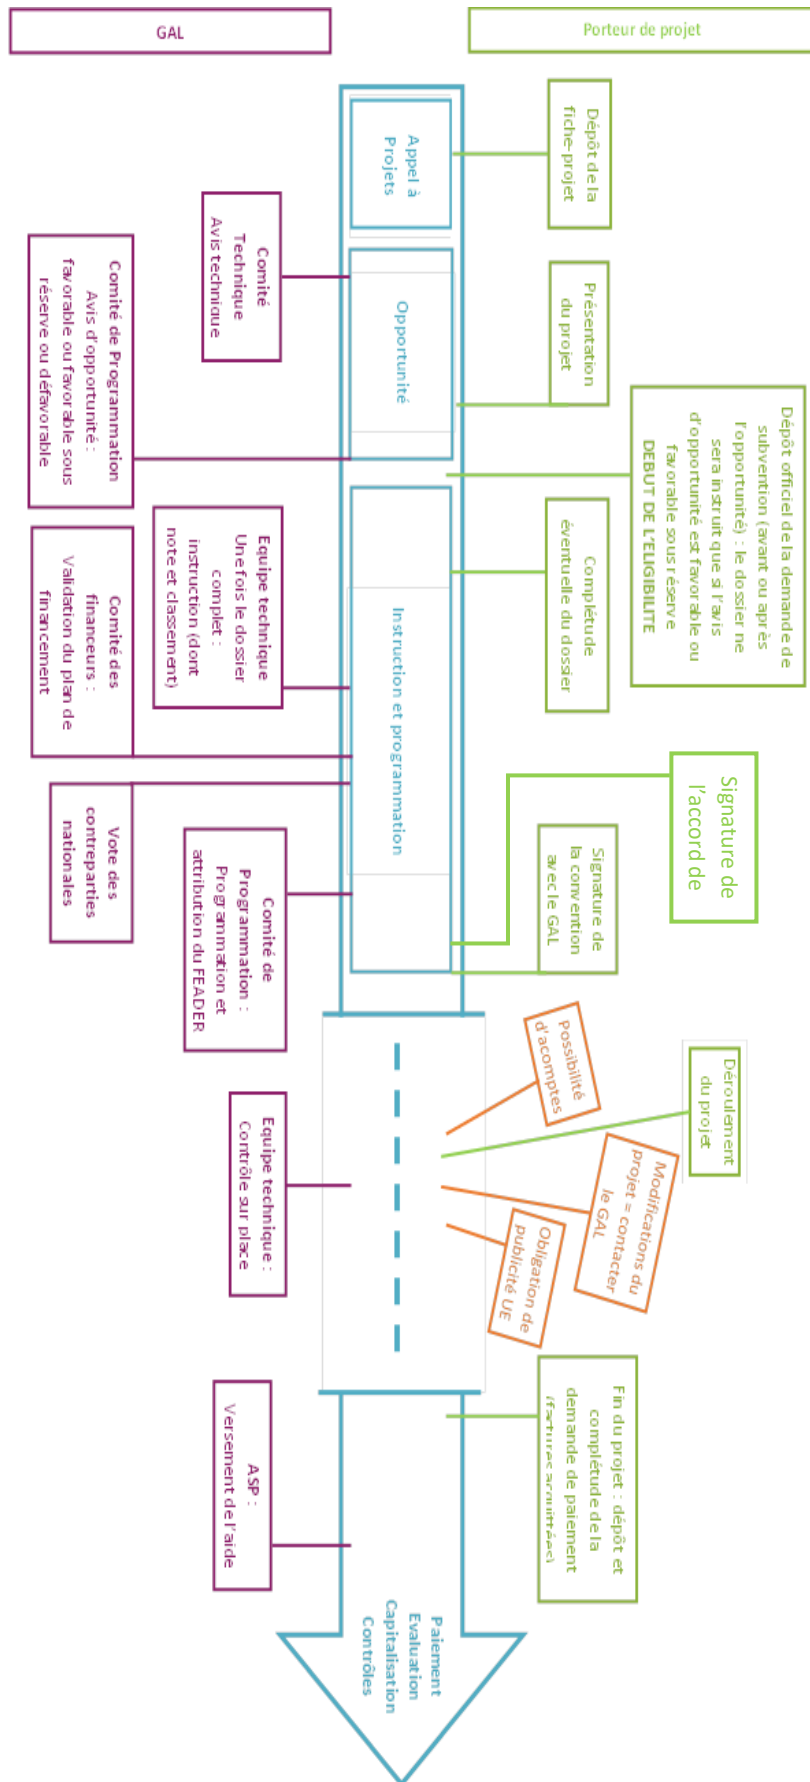 GAL
Porteur de projet
Dépôt de la
fiche-projet
Appel à
Projets
Comité
Technique
Avis technique
Présentation
du projet
Opportunité
Comité de Programmation
Avis d'opportunité :
favorable ou favorable sous
réserve ou défavorable
Dépôt officiel de la demande de
subvention (avant ou après
l'opportunité) : le dossier ne
sera instruit que si l'avis
d'opportunité est favorable ou
favorable sous réserve
DEBUT DE L'ELIGIBILITE
Complétude
éventuelle du dossier
Equipe technique
Une fois le dossier
complet :
instruction (dont
note et classement)
Instruction et programmation
Comité des
financeurs :
Validation du plan de
financement
Vote des
contreparties
nationales
Signature de
l'accord de
Signature de
la convention
avec le GAL
Comité de
Programmation :
Programmation et
attribution du FEADER
Possibilité
d'acomptes
Déroulement
du projet
Modifications du
projet = contacter
le GAL
Obligation de
publicité UE
Equipe technique :
Contrôle sur place
Fin du projet : dépôt et
complétude de la
demande de paiement
(factures acquittées)
ASP :
Versement de l'aide
Paiement
Evaluation
Capitalisation
Contrôles